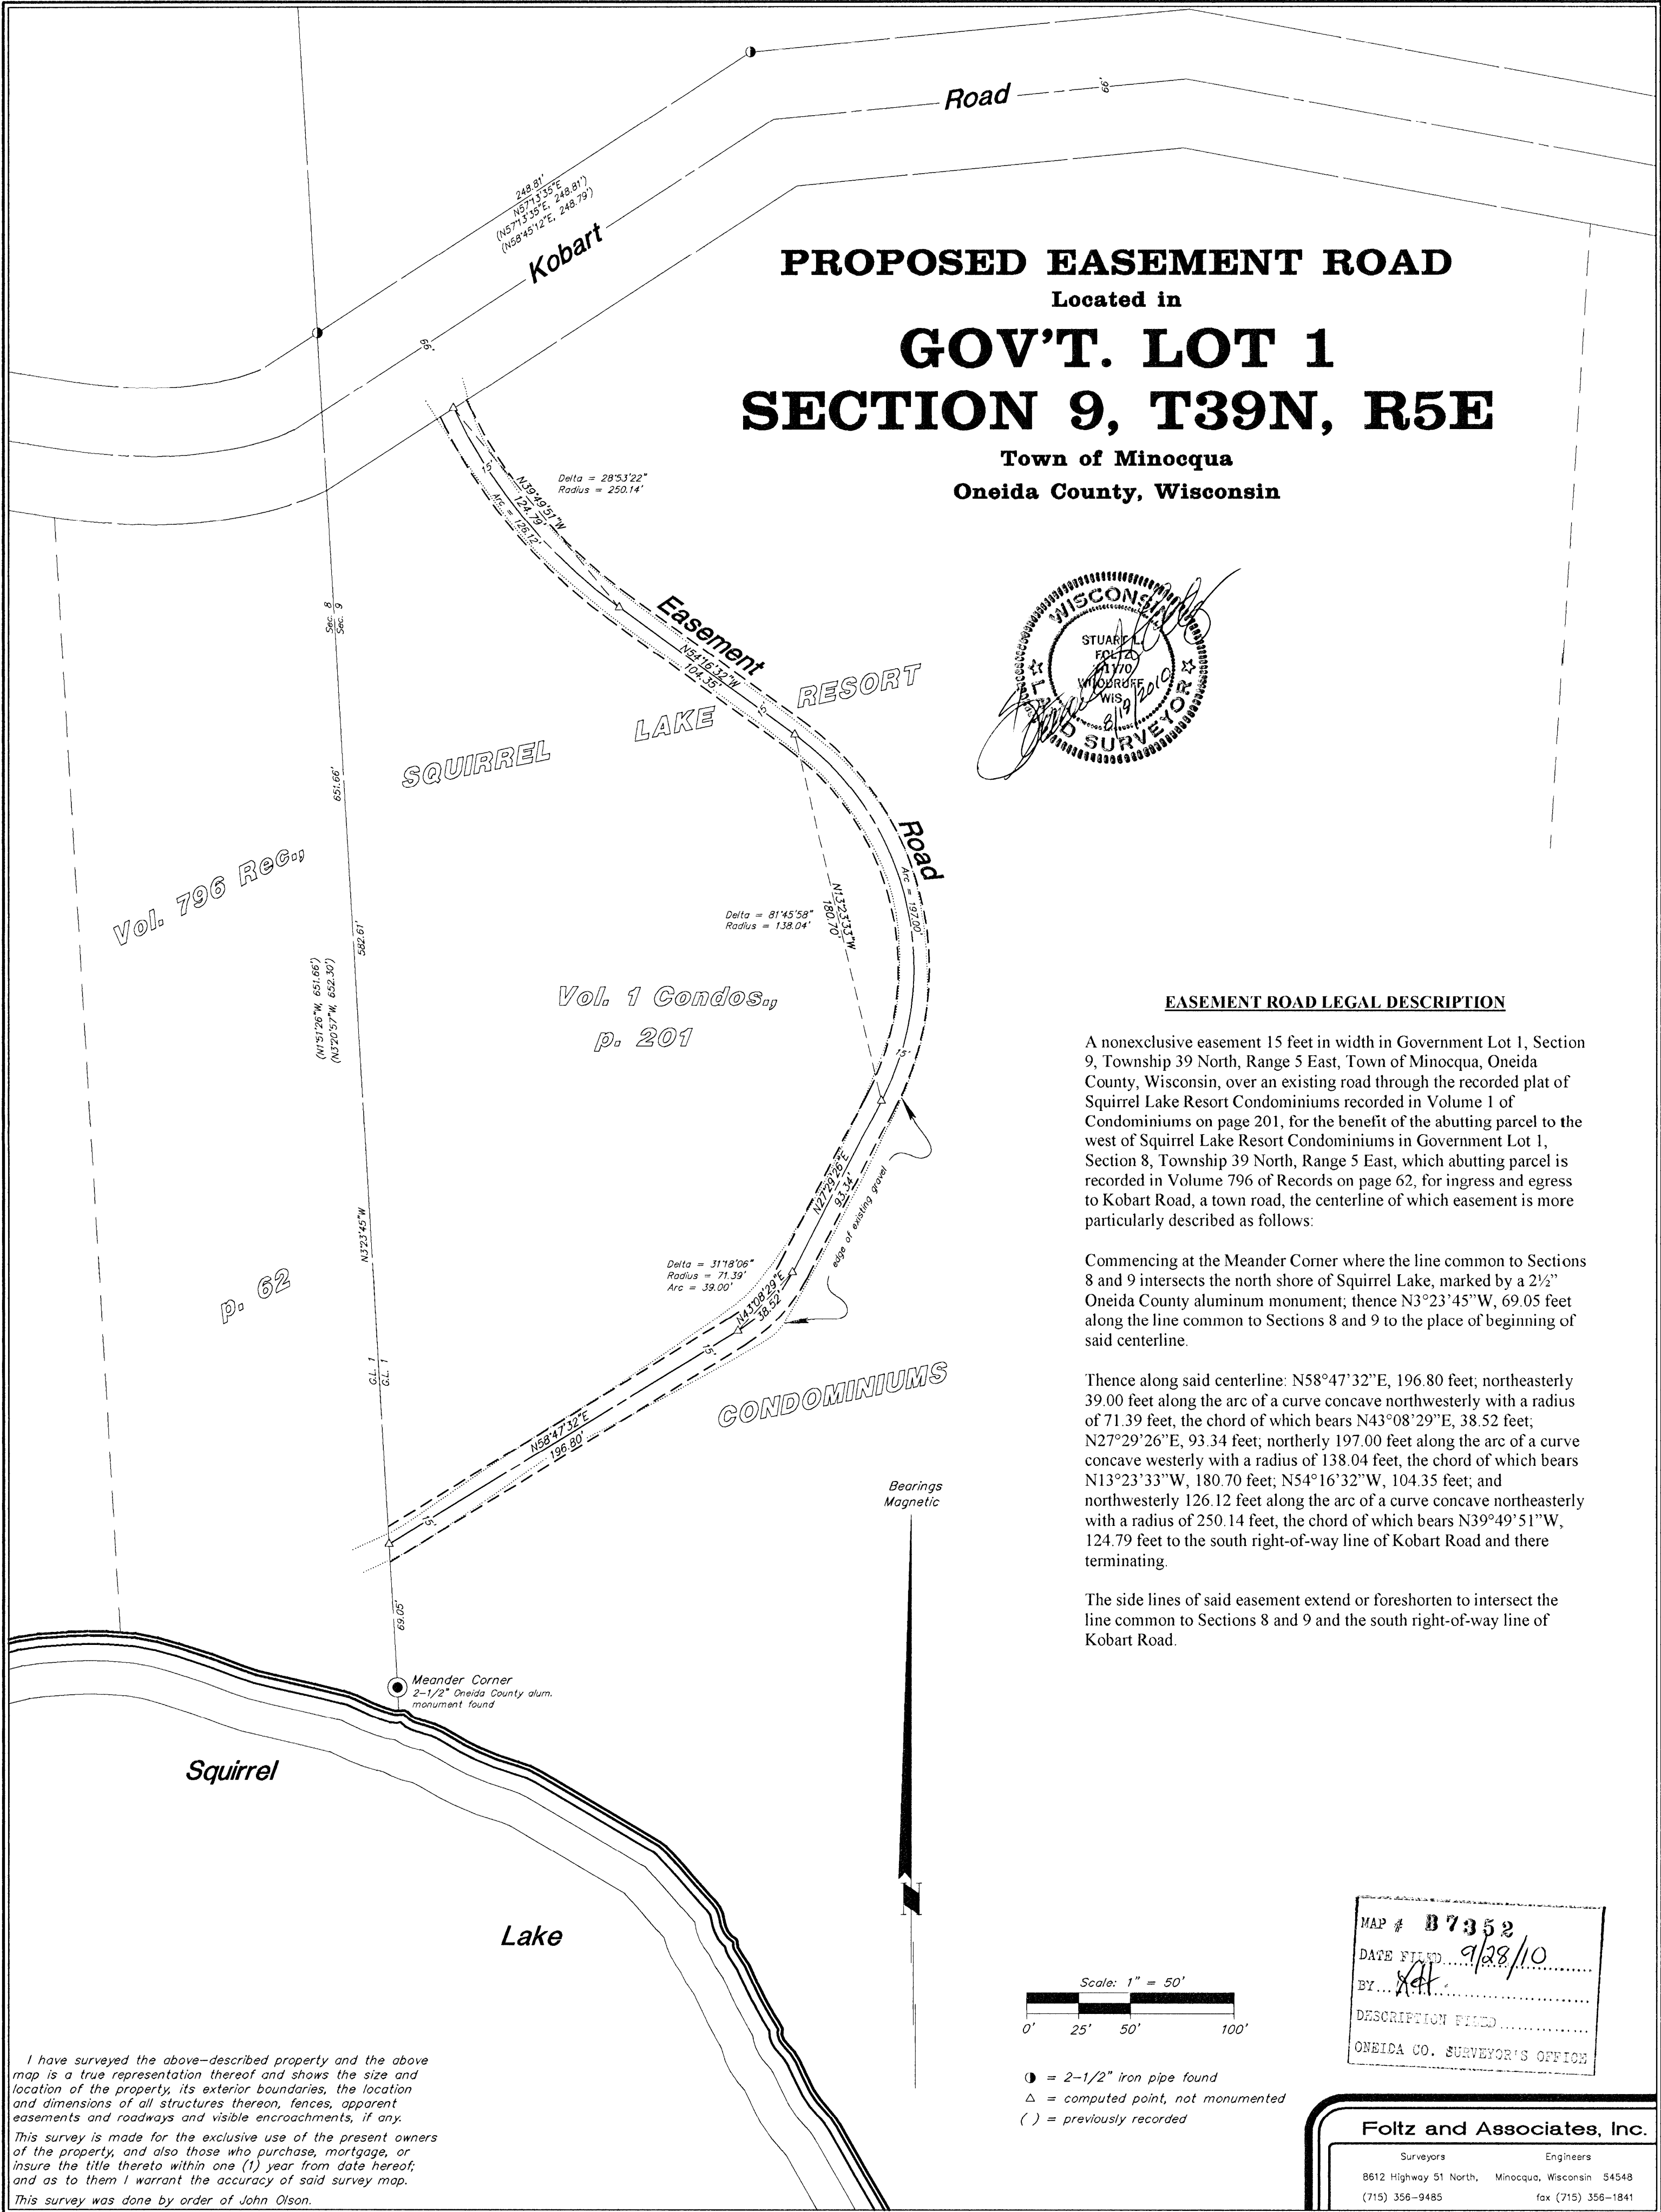 Road
66'
248.81'
N57°13'35"E
(N57°13'35"E, 248.81')
(N58°45'12"E, 248.79')
Kobart
66'
PROPOSED EASEMENT ROAD
Located in
GOV'T. LOT 1
SECTION 9, T39N, R5E
Town of Minocqua
Oneida County, Wisconsin
15'
N39°49'51"W
124.79'
Arc = 126.12'
Delta = 28°53'22"
Radius = 250.14'
WISCONSIN
STUART L.
FOLTZ
1170
WOODRUFF
WIS.
8/19/2010
LAND SURVEYOR
Sec. 8
Sec. 9
Easement
N54°16'32"W
104.35'
15'
SQUIRREL LAKE RESORT
651.66'
Road
Arc = 197.00'
Vol. 796 Rec.,
N13°23'33"W
180.70'
Delta = 81°45'58"
Radius = 138.04'
582.61'
(N1°51'26"W, 651.66')
(N3°20'57"W, 652.30')
Vol. 1 Condos.,
p. 201
15'
N27°29'26"E
93.34'
edge of existing gravel
N3°23'45"W
Delta = 31°18'06"
Radius = 71.39'
Arc = 39.00'
N43°08'29"E
38.52'
p. 62
15'
G.L. 1
G.L. 1
CONDOMINIUMS
N58°47'32"E
196.80'
15'
69.05'
Meander Corner
2-1/2" Oneida County alum.
monument found
Squirrel
Lake
EASEMENT ROAD LEGAL DESCRIPTION
A nonexclusive easement 15 feet in width in Government Lot 1, Section
9, Township 39 North, Range 5 East, Town of Minocqua, Oneida
County, Wisconsin, over an existing road through the recorded plat of
Squirrel Lake Resort Condominiums recorded in Volume 1 of
Condominiums on page 201, for the benefit of the abutting parcel to the
west of Squirrel Lake Resort Condominiums in Government Lot 1,
Section 8, Township 39 North, Range 5 East, which abutting parcel is
recorded in Volume 796 of Records on page 62, for ingress and egress
to Kobart Road, a town road, the centerline of which easement is more
particularly described as follows:
Commencing at the Meander Corner where the line common to Sections
8 and 9 intersects the north shore of Squirrel Lake, marked by a 2½”
Oneida County aluminum monument; thence N3°23’45”W, 69.05 feet
along the line common to Sections 8 and 9 to the place of beginning of
said centerline.
Thence along said centerline: N58°47’32”E, 196.80 feet; northeasterly
39.00 feet along the arc of a curve concave northwesterly with a radius
of 71.39 feet, the chord of which bears N43°08’29”E, 38.52 feet;
N27°29’26”E, 93.34 feet; northerly 197.00 feet along the arc of a curve
concave westerly with a radius of 138.04 feet, the chord of which bears
N13°23’33”W, 180.70 feet; N54°16’32”W, 104.35 feet; and
northwesterly 126.12 feet along the arc of a curve concave northeasterly
with a radius of 250.14 feet, the chord of which bears N39°49’51”W,
124.79 feet to the south right-of-way line of Kobart Road and there
terminating.
The side lines of said easement extend or foreshorten to intersect the
line common to Sections 8 and 9 and the south right-of-way line of
Kobart Road.
Bearings
Magnetic
N
Scale: 1" = 50'
0' 25' 50' 100'
= 2-1/2" iron pipe found
△ = computed point, not monumented
( ) = previously recorded
MAP # B7352
DATE FILED 9/28/10
BY
DESCRIPTION FILED
ONEIDA CO. SURVEYOR'S OFFICE
I have surveyed the above-described property and the above
map is a true representation thereof and shows the size and
location of the property, its exterior boundaries, the location
and dimensions of all structures thereon, fences, apparent
easements and roadways and visible encroachments, if any.
This survey is made for the exclusive use of the present owners
of the property, and also those who purchase, mortgage, or
insure the title thereto within one (1) year from date hereof;
and as to them I warrant the accuracy of said survey map.
This survey was done by order of John Olson.
Foltz and Associates, Inc.
Surveyors Engineers
8612 Highway 51 North, Minocqua, Wisconsin 54548
(715) 356-9485 fax (715) 356-1841